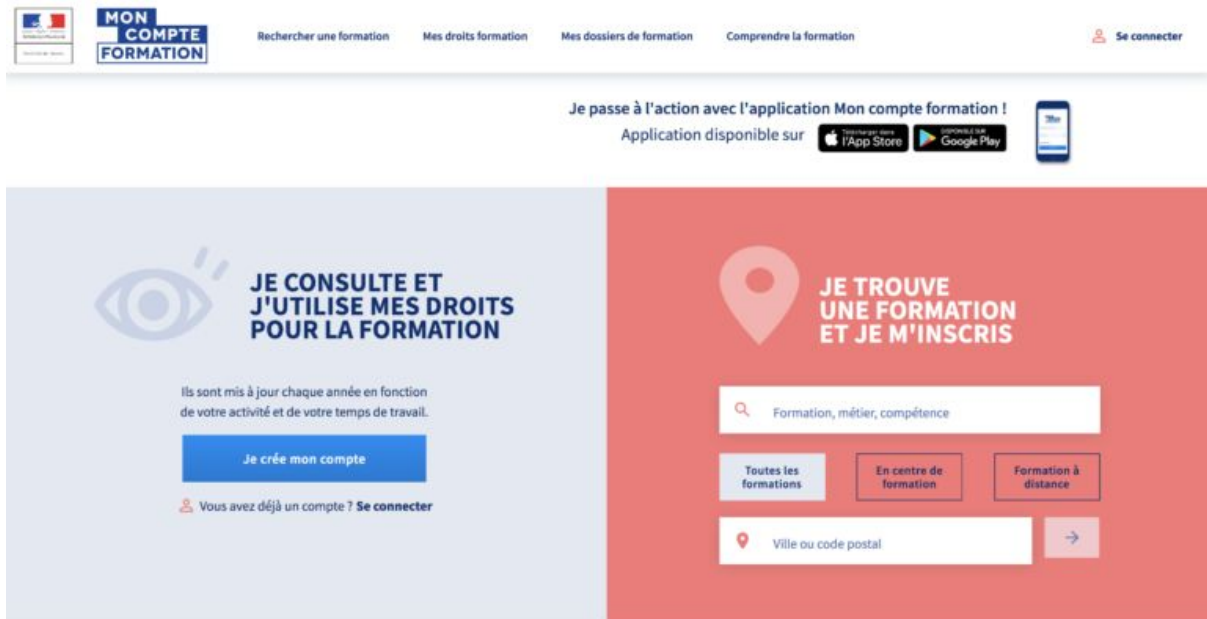 MON
COMPTE
FORMATION
Rechercher une formation
Mes droits formation
Mes dossiers de formation
Comprendre la formation
Se connecter
Je passe à l'action avec l'application Mon compte formation !
Application disponible sur
Télécharger dans
l'App Store
DISPONIBLE SUR
Google Play
JE CONSULTE ET
J'UTILISE MES DROITS
POUR LA FORMATION
Ils sont mis à jour chaque année en fonction
de votre activité et de votre temps de travail.
Je crée mon compte
Vous avez déjà un compte ? Se connecter
JE TROUVE
UNE FORMATION
ET JE M'INSCRIS
Formation, métier, compétence
Toutes les
formations
En centre de
formation
Formation à
distance
Ville ou code postal